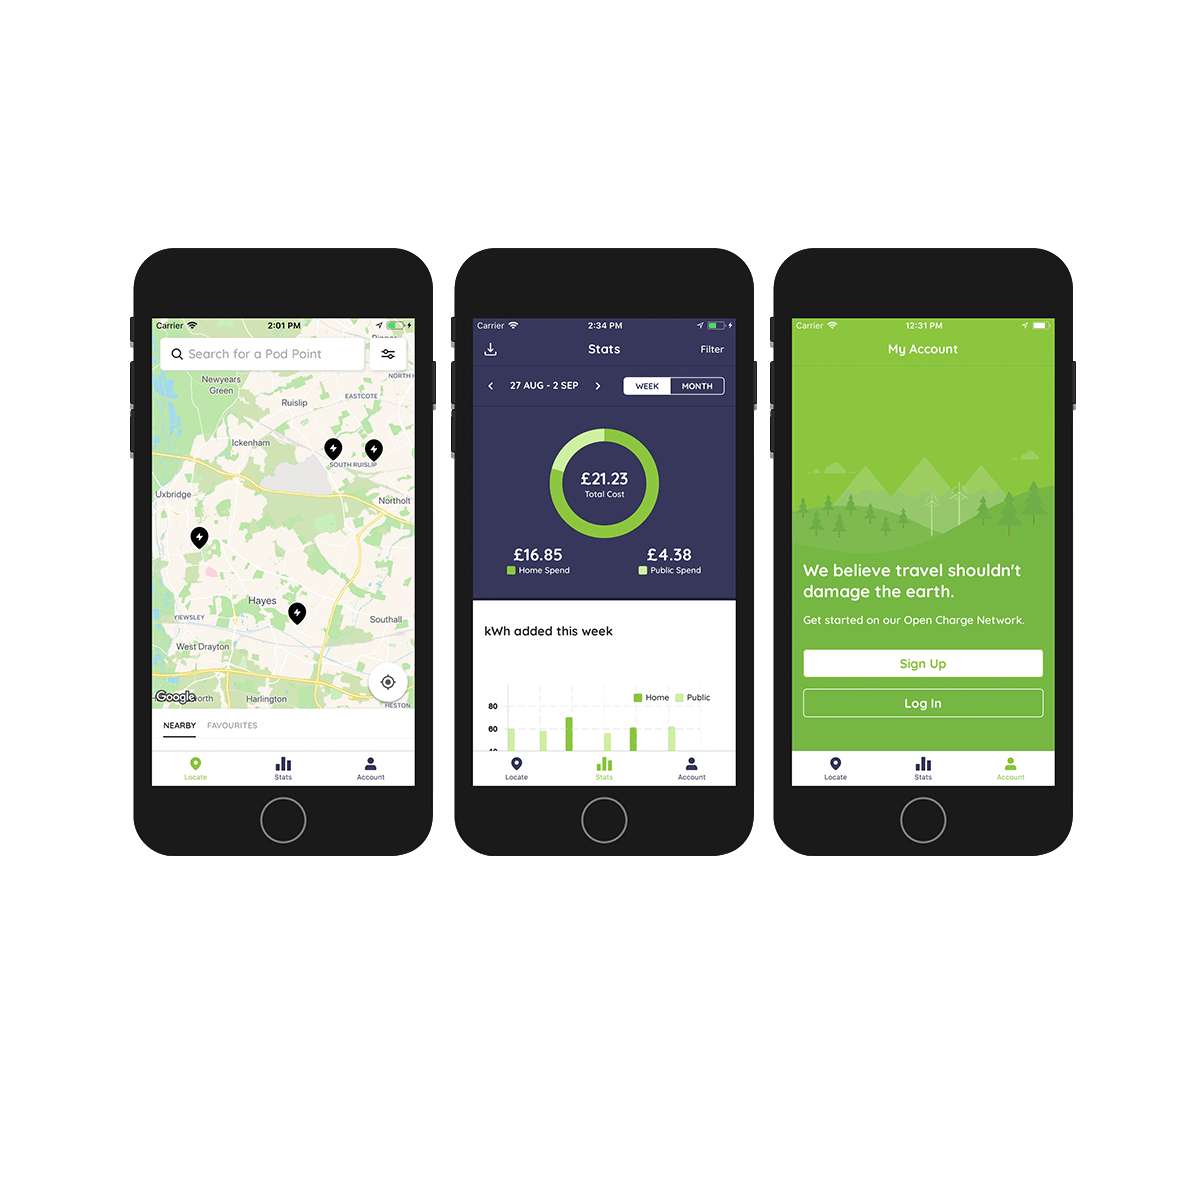 Carrier 2:01 PM
Search for a Pod Point
Newyears
Green
NORTH
EASTCOTE
Ruislip
Ickenham
SOUTH RUISLIP
Uxbridge
Northolt
Hayes
YIEWSLEY
Southall
West Drayton
Google
Harlington
HESTON
NEARBY FAVOURITES
Locate Stats Account
Carrier 2:34 PM
Stats Filter
27 AUG - 2 SEP WEEK MONTH
£21.23
Total Cost
£16.85 £4.38
Home Spend Public Spend
kWh added this week
Home Public
80
60
40
Locate Stats Account
Carrier 12:31 PM
My Account
We believe travel shouldn't
damage the earth.
Get started on our Open Charge Network.
Sign Up
Log In
Locate Stats Account